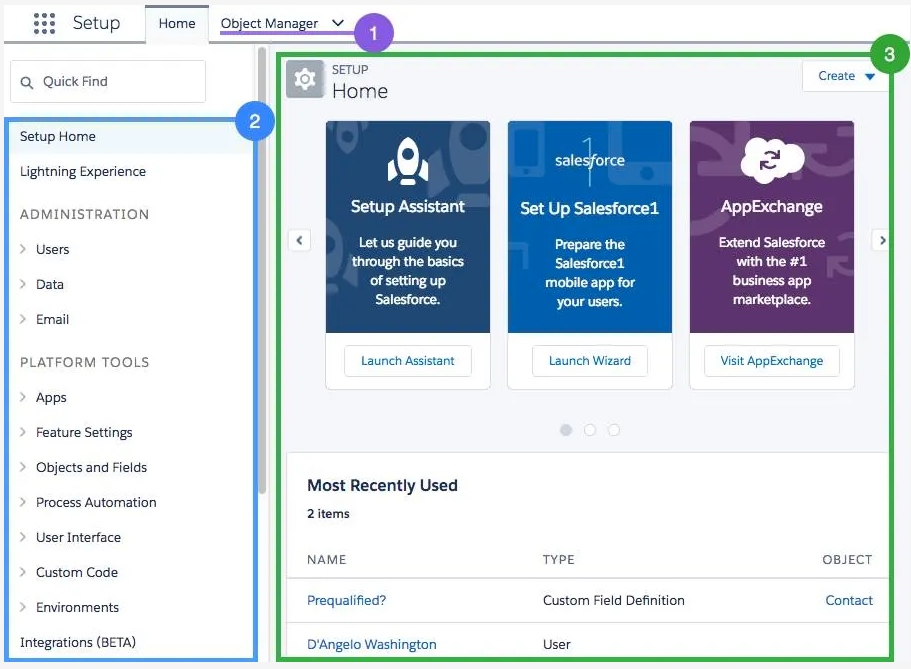 Setup
Home
Object Manager
1
Quick Find
2
Setup Home
Lightning Experience
ADMINISTRATION
Users
Data
Email
PLATFORM TOOLS
Apps
Feature Settings
Objects and Fields
Process Automation
User Interface
Custom Code
Environments
Integrations (BETA)
3
SETUP
Home
Create
Setup Assistant
Let us guide you
through the basics
of setting up
Salesforce.
Launch Assistant
salesforce
1
Set Up Salesforce1
Prepare the
Salesforce1
mobile app for
your users.
Launch Wizard
AppExchange
Extend Salesforce
with the #1
business app
marketplace.
Visit AppExchange
Most Recently Used
2 items
NAME TYPE OBJECT
Prequalified? Custom Field Definition Contact
D'Angelo Washington User